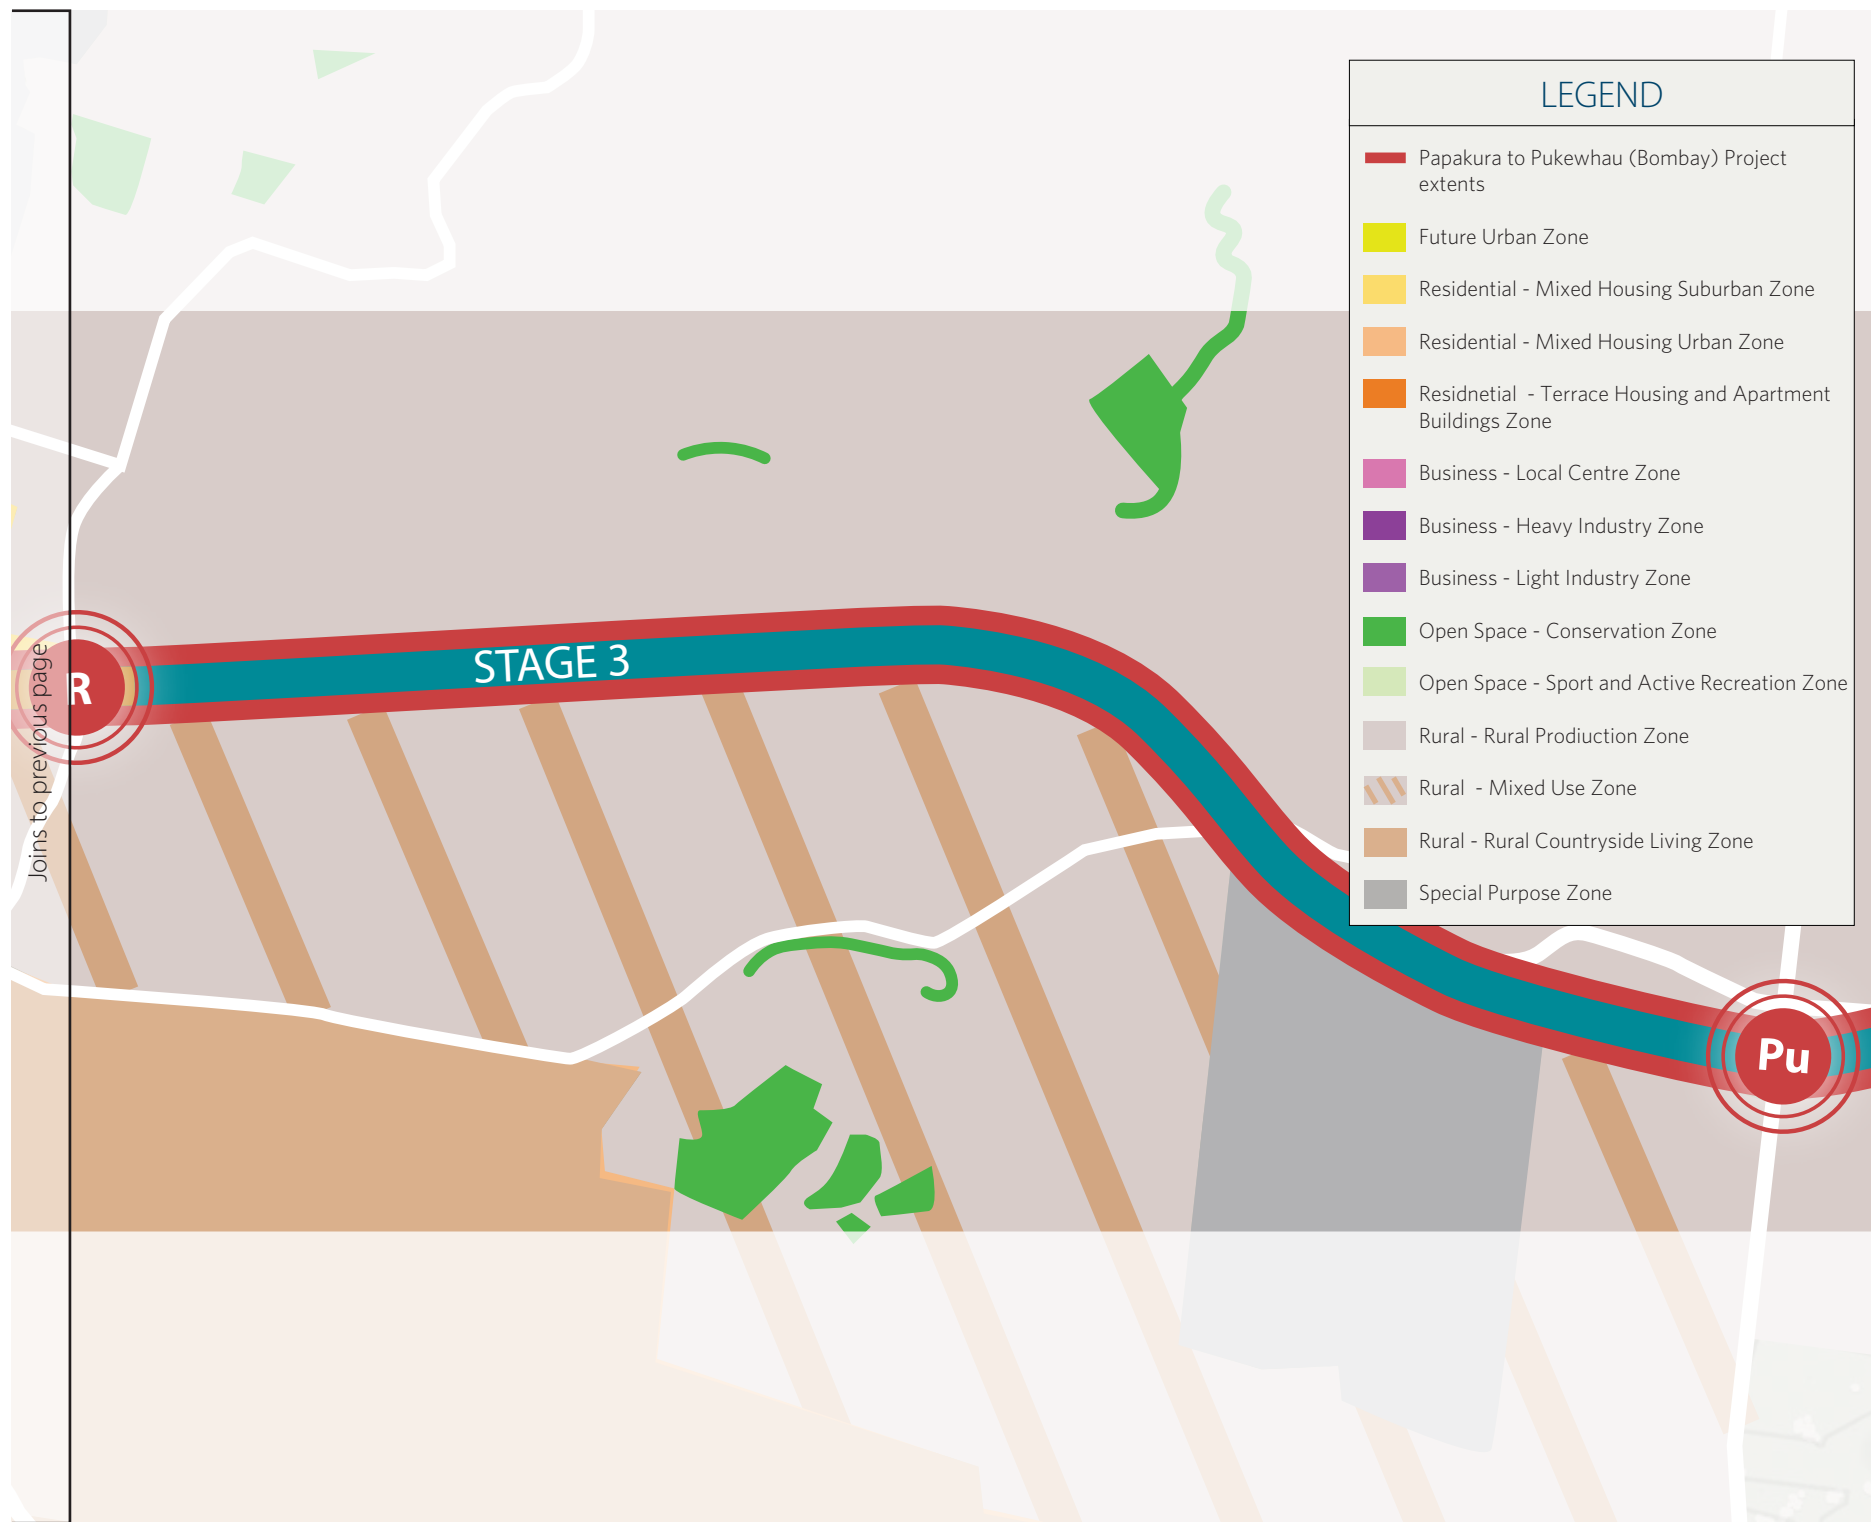 LEGEND
Papakura to Pukewhau (Bombay) Project
extents
Future Urban Zone
Residential - Mixed Housing Suburban Zone
Residential - Mixed Housing Urban Zone
Residnetial - Terrace Housing and Apartment
Buildings Zone
Business - Local Centre Zone
Business - Heavy Industry Zone
Business - Light Industry Zone
Open Space - Conservation Zone
Open Space - Sport and Active Recreation Zone
Rural - Rural Prodiuction Zone
Rural - Mixed Use Zone
Rural - Rural Countryside Living Zone
Special Purpose Zone
STAGE 3
R
Joins to previous page
Pu